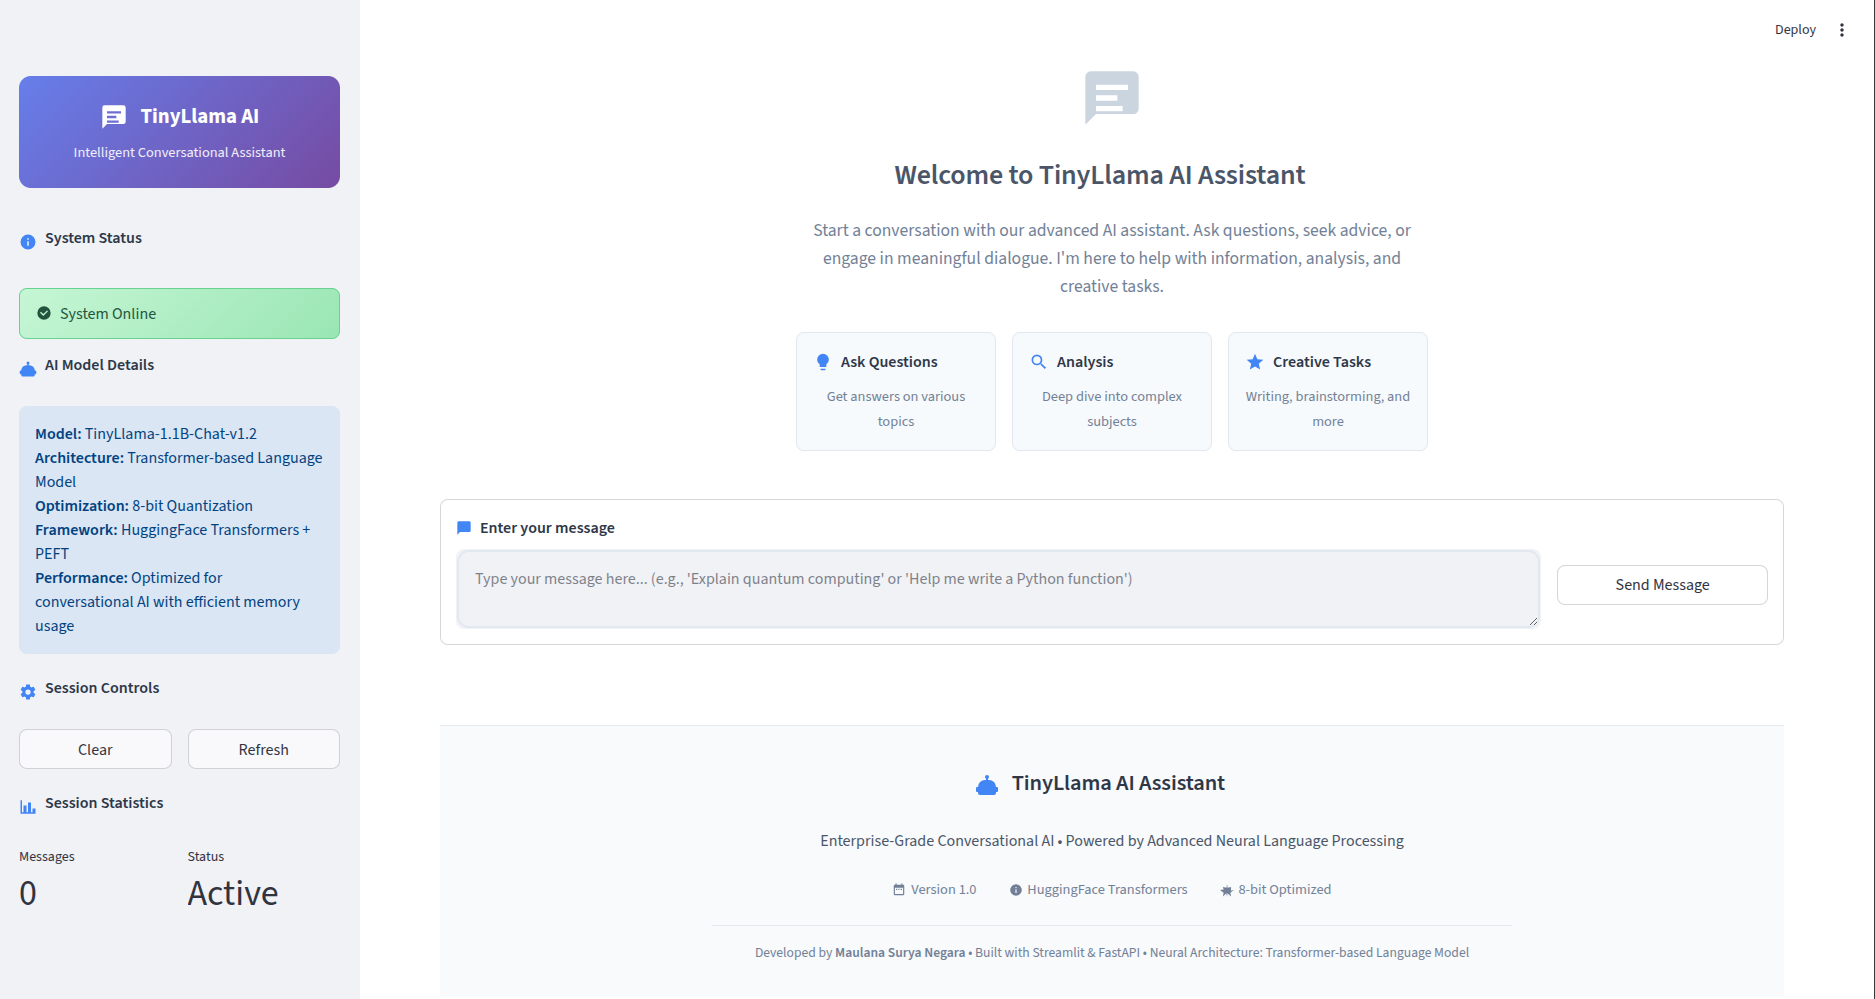 TinyLlama AI
Intelligent Conversational Assistant
System Status
System Online
AI Model Details
Model: TinyLlama-1.1B-Chat-v1.2
Architecture: Transformer-based Language
Model
Optimization: 8-bit Quantization
Framework: HuggingFace Transformers +
PEFT
Performance: Optimized for
conversational AI with efficient memory
usage
Session Controls
Clear
Refresh
Session Statistics
Messages
0
Status
Active
Deploy
Welcome to TinyLlama AI Assistant
Start a conversation with our advanced AI assistant. Ask questions, seek advice, or
engage in meaningful dialogue. I'm here to help with information, analysis, and
creative tasks.
Ask Questions
Get answers on various
topics
Analysis
Deep dive into complex
subjects
Creative Tasks
Writing, brainstorming, and
more
Enter your message
Type your message here... (e.g., 'Explain quantum computing' or 'Help me write a Python function')
Send Message
TinyLlama AI Assistant
Enterprise-Grade Conversational AI • Powered by Advanced Neural Language Processing
Version 1.0
HuggingFace Transformers
8-bit Optimized
Developed by Maulana Surya Negara • Built with Streamlit & FastAPI • Neural Architecture: Transformer-based Language Model